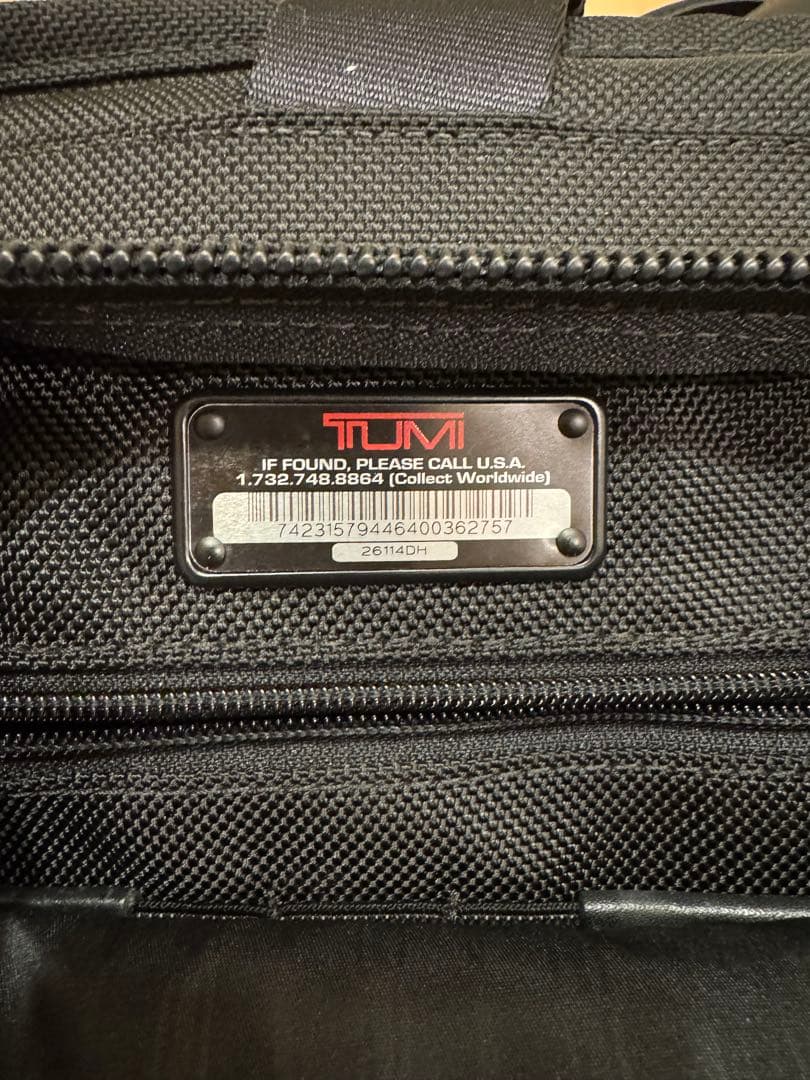 TUMI
IF FOUND, PLEASE CALL U.S.A.
1.732.748.8864 (Collect Worldwide)
74231579446400362757
26114DH